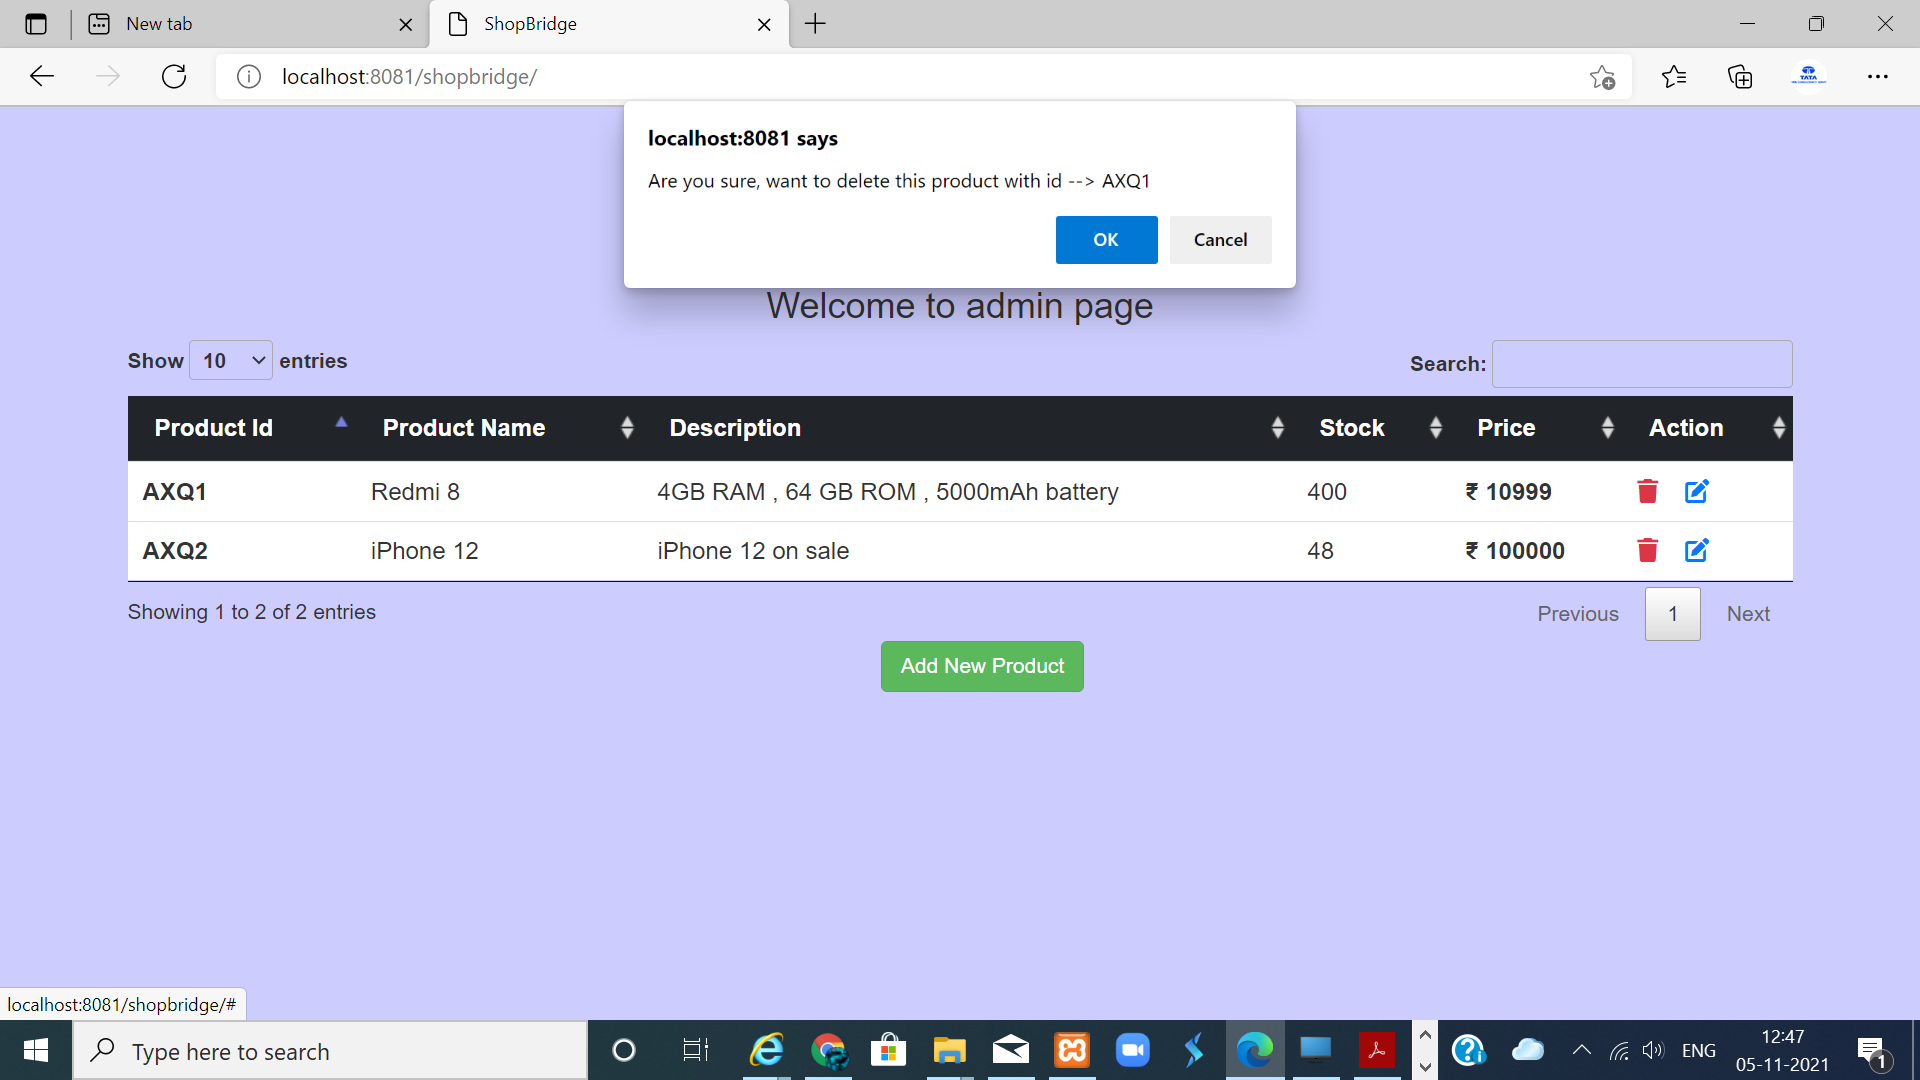 New tab
ShopBridge
localhost:8081/shopbridge/
TATA
localhost:8081 says
Are you sure, want to delete this product with id --> AXQ1
OK Cancel
Welcome to admin page
Show 10 entries Search:
Product Id Product Name Description Stock Price Action
AXQ1 Redmi 8 4GB RAM , 64 GB ROM , 5000mAh battery 400 ₹ 10999
AXQ2 iPhone 12 iPhone 12 on sale 48 ₹ 100000
Showing 1 to 2 of 2 entries Previous 1 Next
Add New Product
localhost:8081/shopbridge/#
Type here to search
ENG
12:47
05-11-2021
1